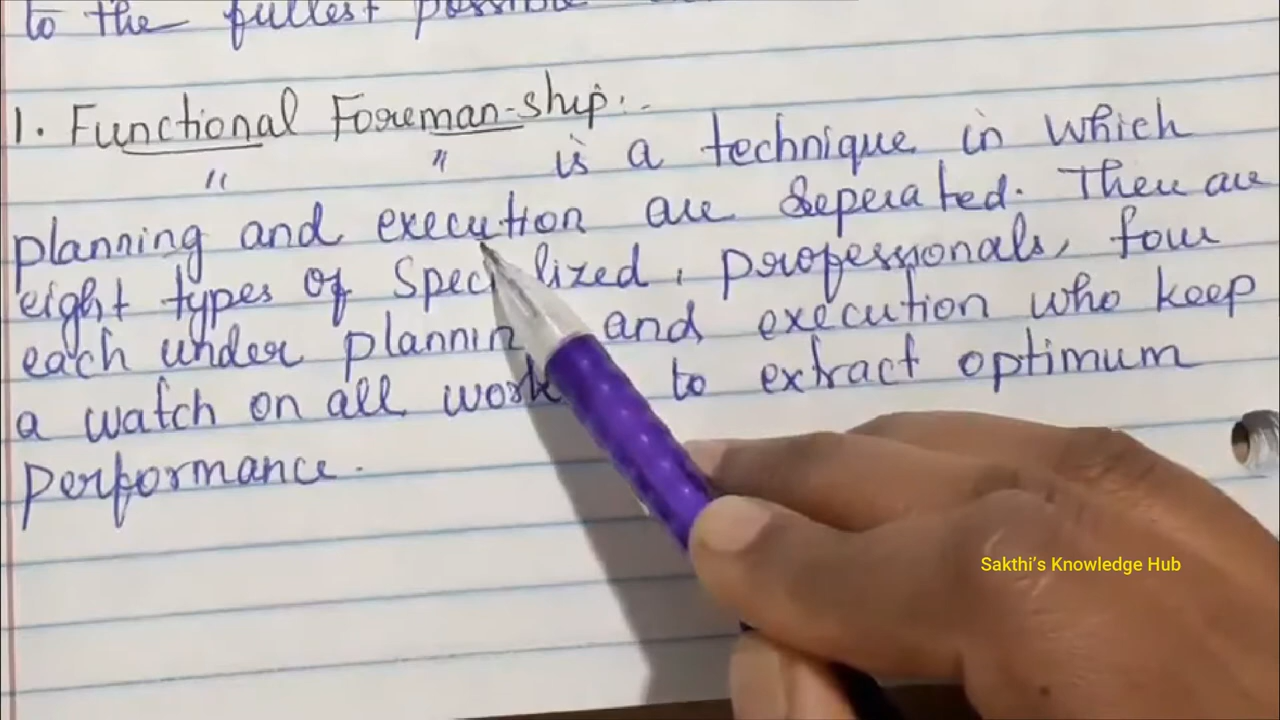 to the fullest possible
1. Functional Foreman-ship:-
" " is a technique in which
planning and execution are Seperated. There are
eight types of Specialized, professionals, four
each under planning and execution who keep
a watch on all work to extract optimum
performance.
Sakthi's Knowledge Hub